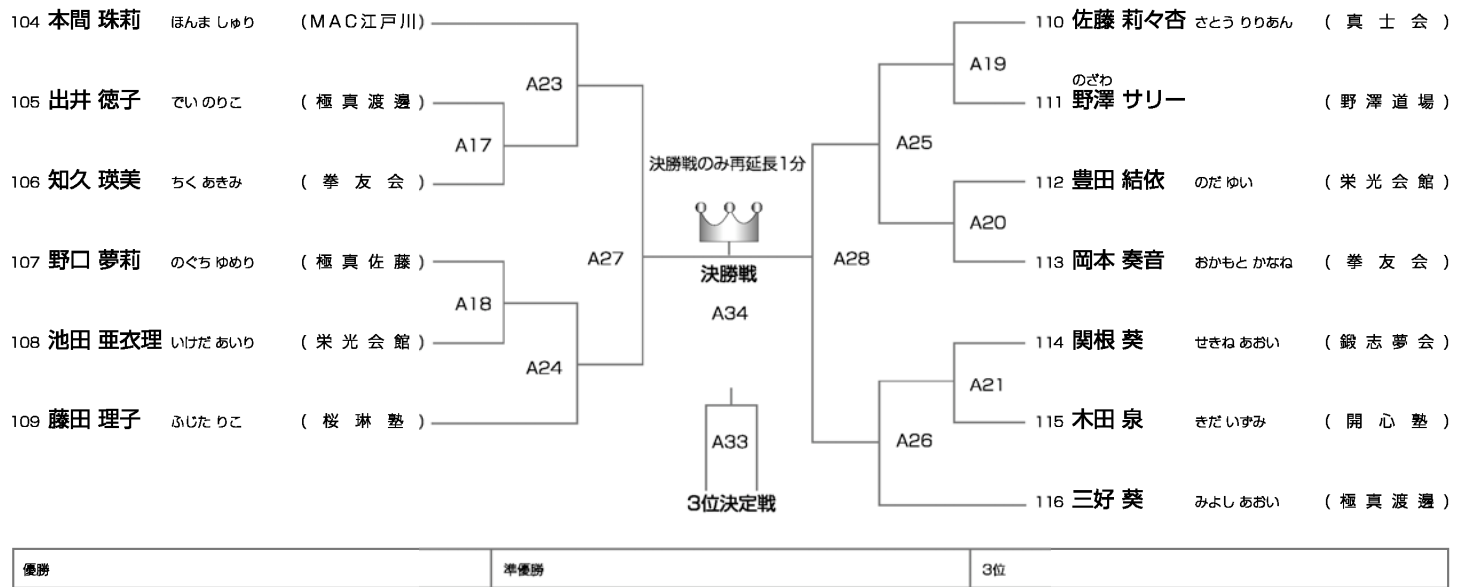 104 本間 珠莉 ほんま しゅり (MAC江戸川)
A23
105 出井 徳子 でい のりこ (極真渡邊)
A17
106 知久 瑛美 ちく あきみ (拳友会)
A27
107 野口 夢莉 のぐち ゆめり (極真佐藤)
A18
108 池田 亜衣理 いけだ あいり (栄光会館)
A24
109 藤田 理子 ふじた りこ (桜琳塾)
決勝戦のみ再延長1分
決勝戦
A34
A33
3位決定戦
110 佐藤 莉々杏 さとう りりあん (真士会)
A19
のざわ
111 野澤 サリー (野澤道場)
A25
112 豊田 結依 のだ ゆい (栄光会館)
A20
113 岡本 奏音 おかもと かなね (拳友会)
A28
114 関根 葵 せきね あおい (鍛志夢会)
A21
115 木田 泉 きだ いずみ (開心塾)
A26
116 三好 葵 みよし あおい (極真渡邊)
優勝 準優勝 3位